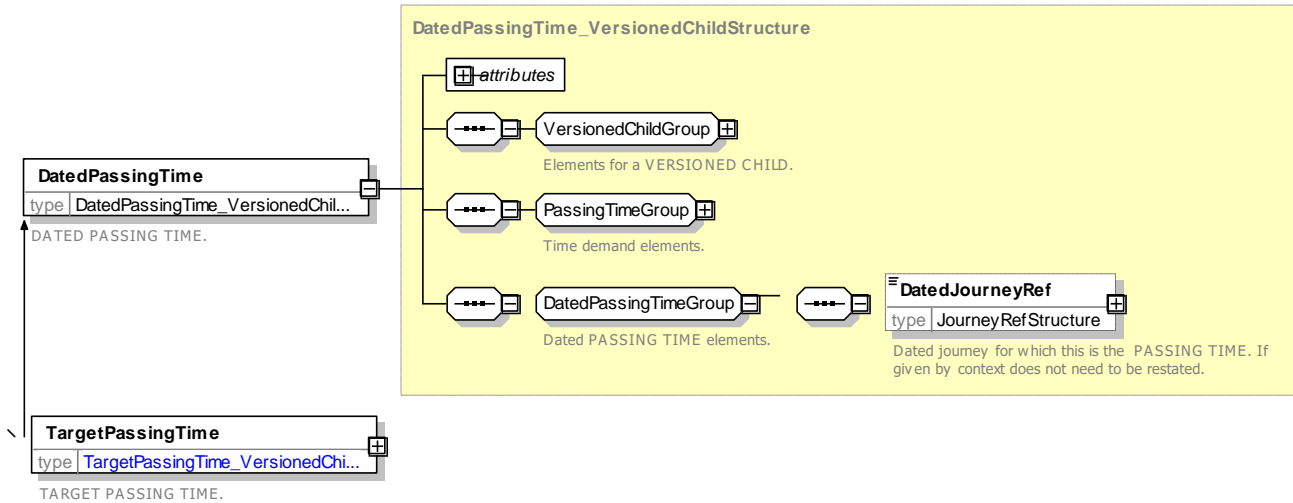 DatedPassingTime_VersionedChildStructure
attributes
VersionedChildGroup
Elements for a VERSIONED CHILD.
DatedPassingTime
type DatedPassingTime_VersionedChil...
DATED PASSING TIME.
PassingTimeGroup
Time demand elements.
DatedPassingTimeGroup
Dated PASSING TIME elements.
DatedJourneyRef
type JourneyRefStructure
Dated journey for which this is the PASSING TIME. If
given by context does not need to be restated.
TargetPassingTime
type TargetPassingTime_VersionedChi...
TARGET PASSING TIME.